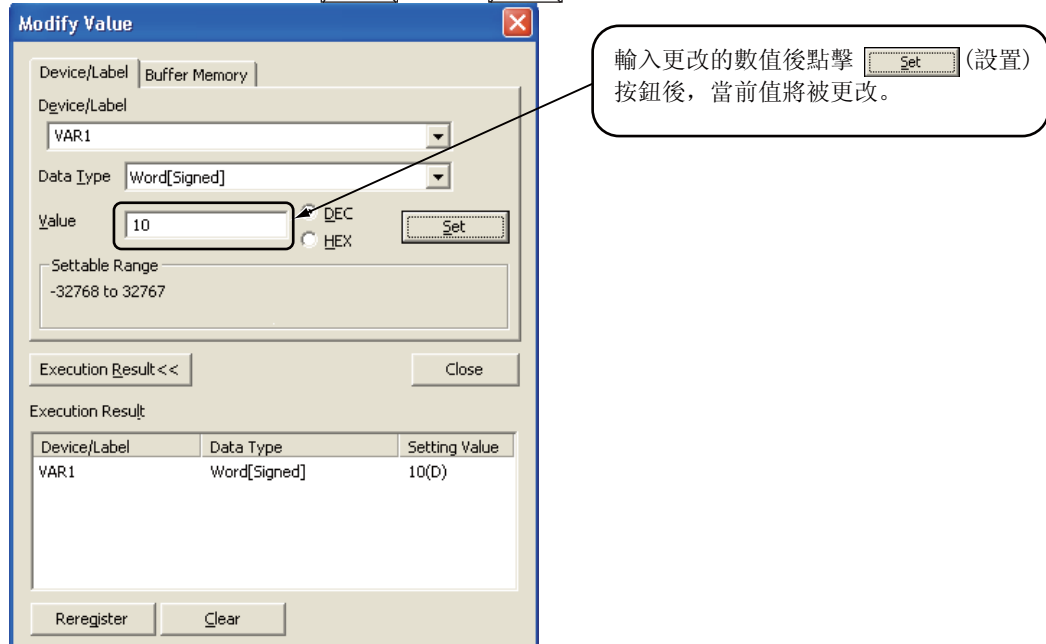 Modify Value
輸入更改的數值後點擊 Set (設置)
按鈕後，當前值將被更改。
Device/Label Buffer Memory
Device/Label
VAR1
Data Type Word[Signed]
Value 10 DEC Set
HEX
Settable Range
-32768 to 32767
Execution Result<< Close
Execution Result
Device/Label Data Type Setting Value
VAR1 Word[Signed] 10(D)
Reregister Clear